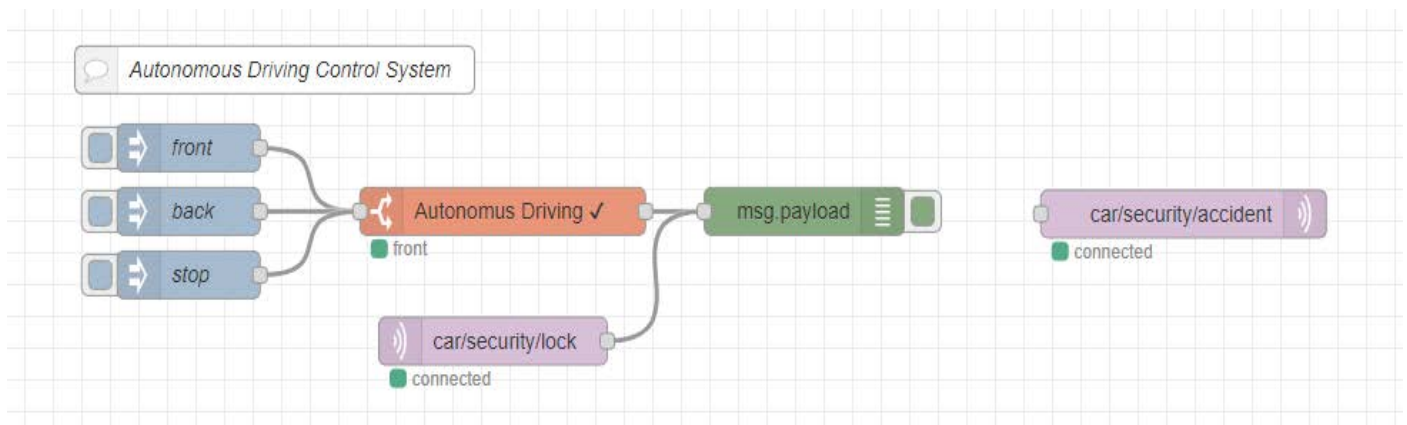 Autonomous Driving Control System
front
back
stop
Autonomus Driving ✓
front
msg.payload
car/security/accident
connected
car/security/lock
connected